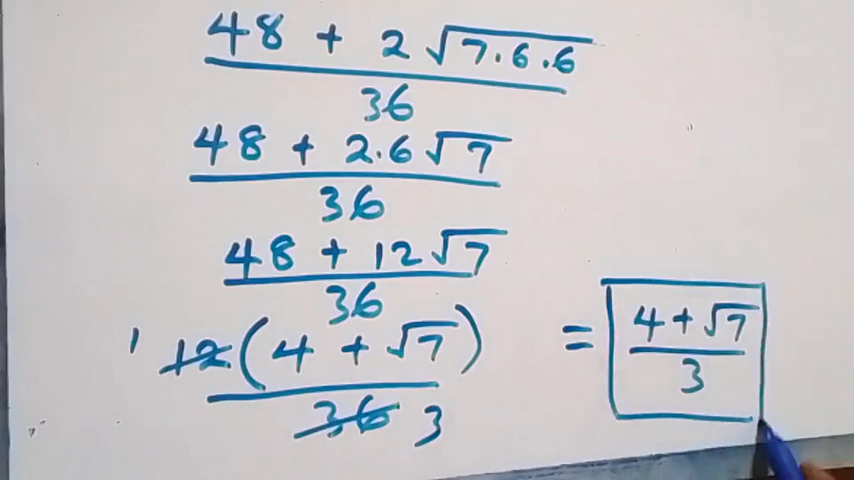 48 + 2 √7.6.6
36
48 + 2.6 √7
36
48 + 12 √7
36
1 12 ( 4 + √7 )
36 3
= 4 + √7
3